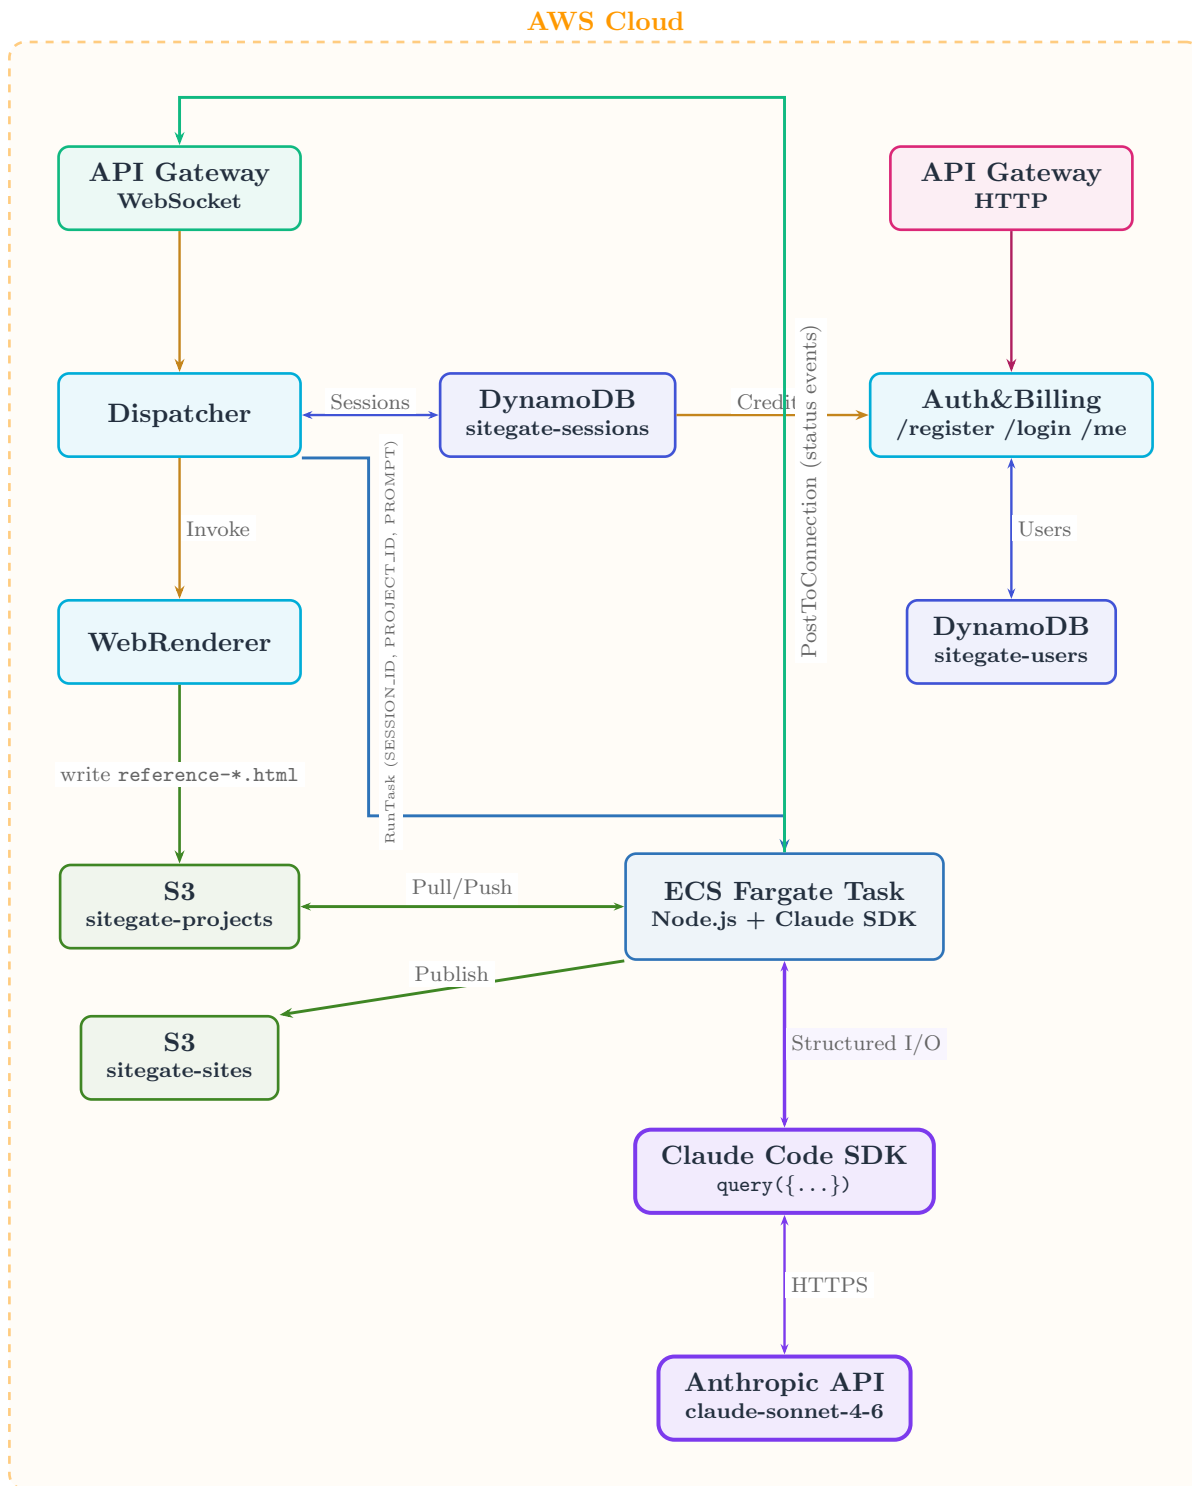 AWS Cloud
API Gateway
WebSocket
API Gateway
HTTP
Dispatcher
Sessions
DynamoDB
sitegate-sessions
Credit
PostToConnection (status events)
Auth&Billing
/register /login /me
RunTask (SESSION_ID, PROJECT_ID, PROMPT)
Invoke
Users
WebRenderer
DynamoDB
sitegate-users
write reference-*.html
S3
sitegate-projects
Pull/Push
ECS Fargate Task
Node.js + Claude SDK
Publish
S3
sitegate-sites
Structured I/O
Claude Code SDK
query({...})
HTTPS
Anthropic API
claude-sonnet-4-6